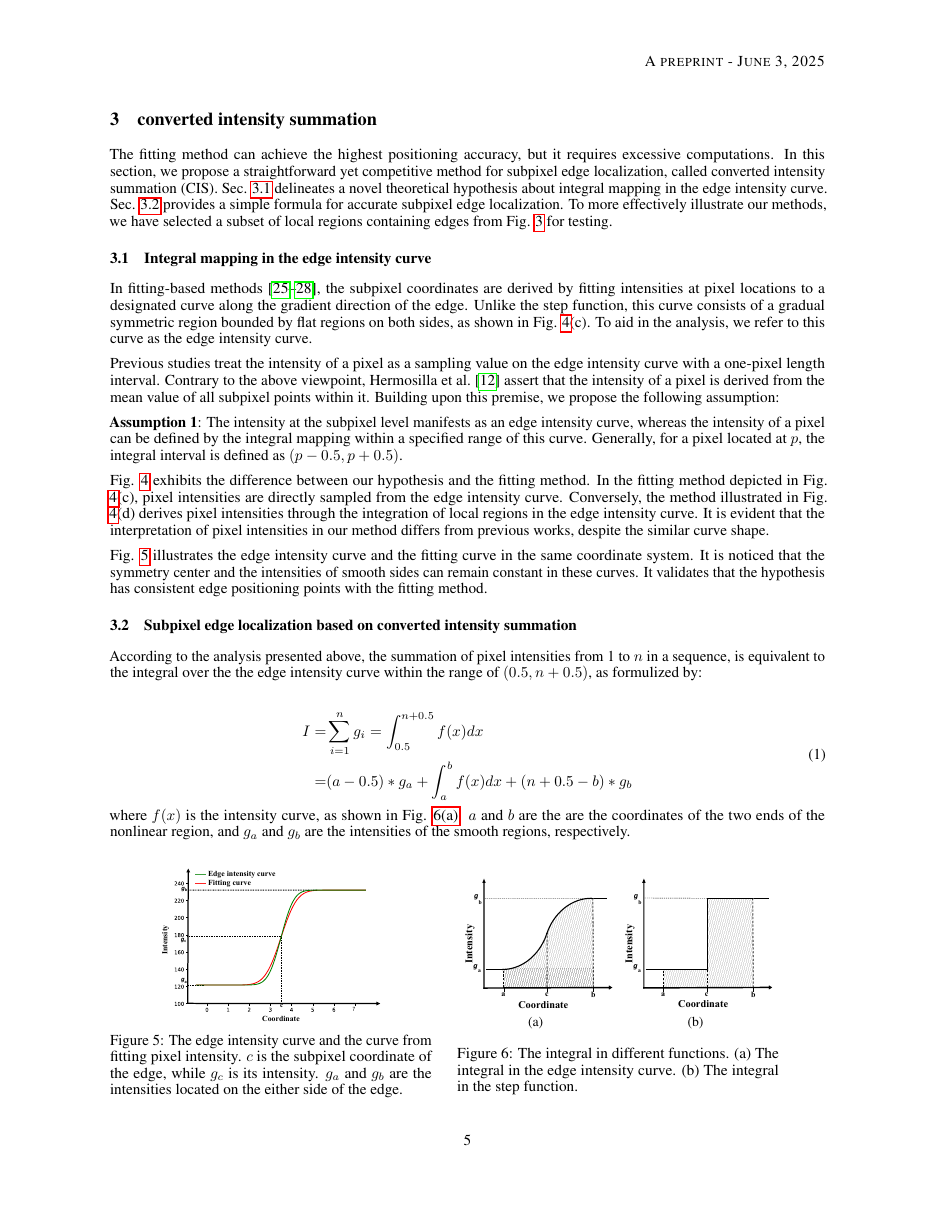 A PREPRINT - JUNE 3, 2025
3 converted intensity summation
The fitting method can achieve the highest positioning accuracy, but it requires excessive computations. In this
section, we propose a straightforward yet competitive method for subpixel edge localization, called converted intensity
summation (CIS). Sec. 3.1 delineates a novel theoretical hypothesis about integral mapping in the edge intensity curve.
Sec. 3.2 provides a simple formula for accurate subpixel edge localization. To more effectively illustrate our methods,
we have selected a subset of local regions containing edges from Fig. 3 for testing.
3.1 Integral mapping in the edge intensity curve
In fitting-based methods [25–28], the subpixel coordinates are derived by fitting intensities at pixel locations to a
designated curve along the gradient direction of the edge. Unlike the step function, this curve consists of a gradual
symmetric region bounded by flat regions on both sides, as shown in Fig. 4(c). To aid in the analysis, we refer to this
curve as the edge intensity curve.
Previous studies treat the intensity of a pixel as a sampling value on the edge intensity curve with a one-pixel length
interval. Contrary to the above viewpoint, Hermosilla et al. [12] assert that the intensity of a pixel is derived from the
mean value of all subpixel points within it. Building upon this premise, we propose the following assumption:
Assumption 1: The intensity at the subpixel level manifests as an edge intensity curve, whereas the intensity of a pixel
can be defined by the integral mapping within a specified range of this curve. Generally, for a pixel located at p, the
integral interval is defined as (p − 0.5, p + 0.5).
Fig. 4 exhibits the difference between our hypothesis and the fitting method. In the fitting method depicted in Fig.
4(c), pixel intensities are directly sampled from the edge intensity curve. Conversely, the method illustrated in Fig.
4(d) derives pixel intensities through the integration of local regions in the edge intensity curve. It is evident that the
interpretation of pixel intensities in our method differs from previous works, despite the similar curve shape.
Fig. 5 illustrates the edge intensity curve and the fitting curve in the same coordinate system. It is noticed that the
symmetry center and the intensities of smooth sides can remain constant in these curves. It validates that the hypothesis
has consistent edge positioning points with the fitting method.
3.2 Subpixel edge localization based on converted intensity summation
According to the analysis presented above, the summation of pixel intensities from 1 to n in a sequence, is equivalent to
the integral over the the edge intensity curve within the range of (0.5, n + 0.5), as formulized by:
I = ∑_{i=1}^{n} g_i = ∫_{0.5}^{n+0.5} f(x)dx
=(a − 0.5) ∗ g_a + ∫_a^b f(x)dx + (n + 0.5 − b) ∗ g_b
(1)
where f(x) is the intensity curve, as shown in Fig. 6(a). a and b are the are the coordinates of the two ends of the
nonlinear region, and g_a and g_b are the intensities of the smooth regions, respectively.
Edge intensity curve
Fitting curve
240
220
200
180
160
140
120
100
Intensity
0 1 2 3 4 5 6 7
Coordinate
Figure 5: The edge intensity curve and the curve from
fitting pixel intensity. c is the subpixel coordinate of
the edge, while g_c is its intensity. g_a and g_b are the
intensities located on the either side of the edge.
g_b
g_a
Intensity
a c b
Coordinate
(a)
g_b
g_a
Intensity
a c b
Coordinate
(b)
Figure 6: The integral in different functions. (a) The
integral in the edge intensity curve. (b) The integral
in the step function.
5